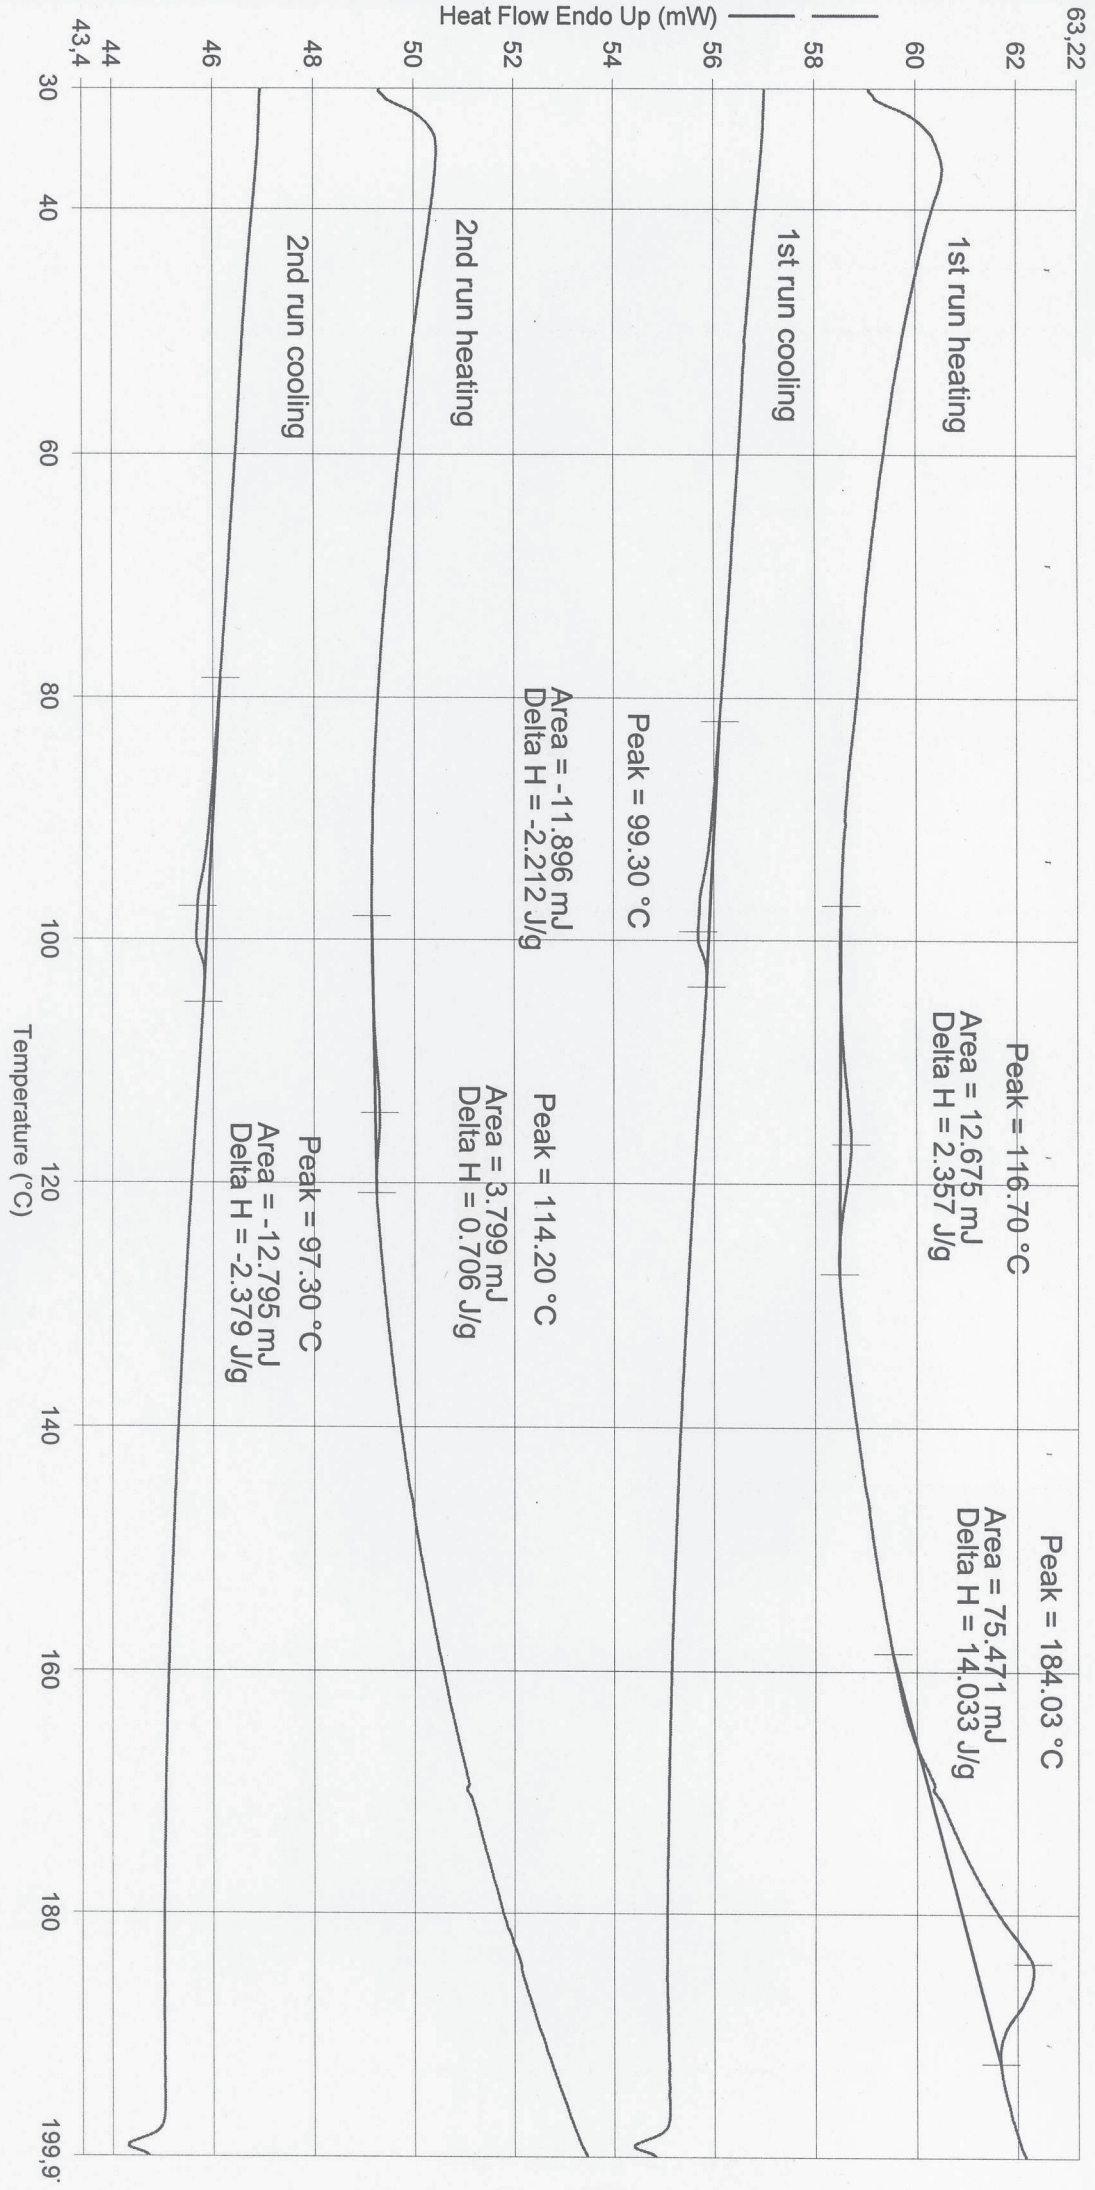 Heat Flow Endo Up (mW)
63,22
62
60
58
56
54
52
50
48
46
44
43,4
1st run heating
Peak = 116.70 °C
Area = 12.675 mJ
Delta H = 2.357 J/g
Peak = 184.03 °C
Area = 75.471 mJ
Delta H = 14.033 J/g
1st run cooling
Peak = 99.30 °C
Area = -11.896 mJ
Delta H = -2.212 J/g
2nd run heating
Peak = 114.20 °C
Area = 3.799 mJ
Delta H = 0.706 J/g
2nd run cooling
Peak = 97.30 °C
Area = -12.795 mJ
Delta H = -2.379 J/g
30
40
60
80
100
120
140
160
180
199,9
Temperature (°C)